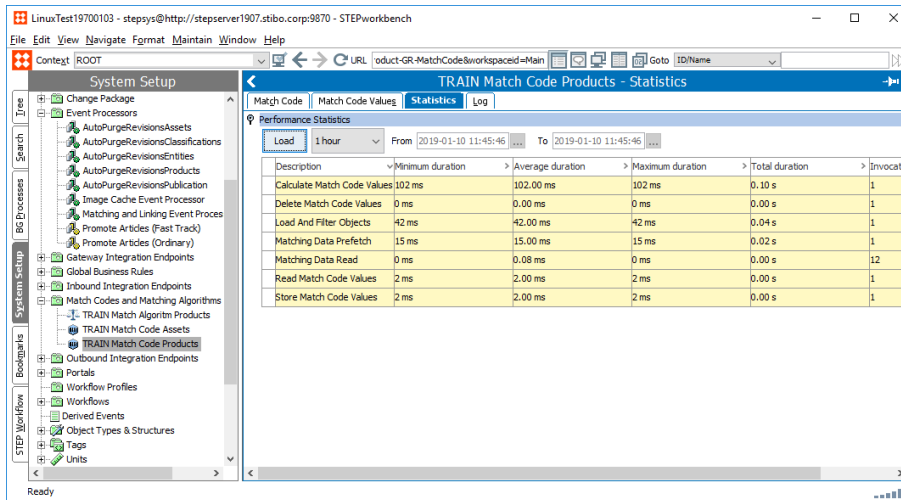 LinuxTest19700103 - stepsys@http://stepserver1907.stibo.corp:9870 - STEPworkbench
File Edit View Navigate Format Maintain Window Help
Context ROOT URL roduct-GR-MatchCode&workspaceid=Main Goto ID/Name
System Setup
TRAIN Match Code Products - Statistics
Tree
Search
BG Processes
System Setup
Bookmarks
STEP Workflow
Change Package
Event Processors
AutoPurgeRevisionsAssets
AutoPurgeRevisionsClassifications
AutoPurgeRevisionsEntities
AutoPurgeRevisionsProducts
AutoPurgeRevisionsPublication
Image Cache Event Processor
Matching and Linking Event Proces
Promote Articles (Fast Track)
Promote Articles (Ordinary)
Gateway Integration Endpoints
Global Business Rules
Inbound Integration Endpoints
Match Codes and Matching Algorithms
TRAIN Match Algoritm Products
TRAIN Match Code Assets
TRAIN Match Code Products
Outbound Integration Endpoints
Portals
Workflow Profiles
Workflows
Derived Events
Object Types & Structures
Tags
Units
Match Code Match Code Values Statistics Log
Performance Statistics
Load 1 hour From 2019-01-10 11:45:46 ... To 2019-01-10 11:45:46 ...
Description Minimum duration Average duration Maximum duration Total duration Invocat
Calculate Match Code Values 102 ms 102.00 ms 102 ms 0.10 s 1
Delete Match Code Values 0 ms 0.00 ms 0 ms 0.00 s 1
Load And Filter Objects 42 ms 42.00 ms 42 ms 0.04 s 1
Matching Data Prefetch 15 ms 15.00 ms 15 ms 0.02 s 1
Matching Data Read 0 ms 0.08 ms 0 ms 0.00 s 12
Read Match Code Values 2 ms 2.00 ms 2 ms 0.00 s 1
Store Match Code Values 2 ms 2.00 ms 2 ms 0.00 s 1
Ready